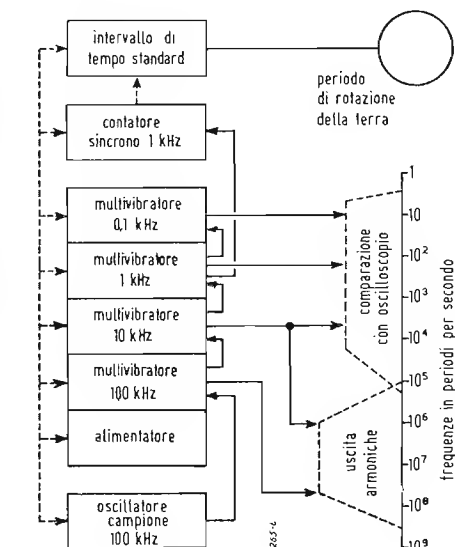 intervallo di
tempo standard
periodo
di rotazione
della terra
contatore
sincrono 1 kHz
multivibratore
0,1 kHz
multivibratore
1 kHz
multivibratore
10 kHz
multivibratore
100 kHz
alimentatore
oscillatore
campione
100 kHz
comparazione
con oscilloscopio
uscita
armoniche
1
10
10²
10³
10⁴
10⁵
10⁶
10⁷
10⁸
10⁹
frequenze in periodi per secondo